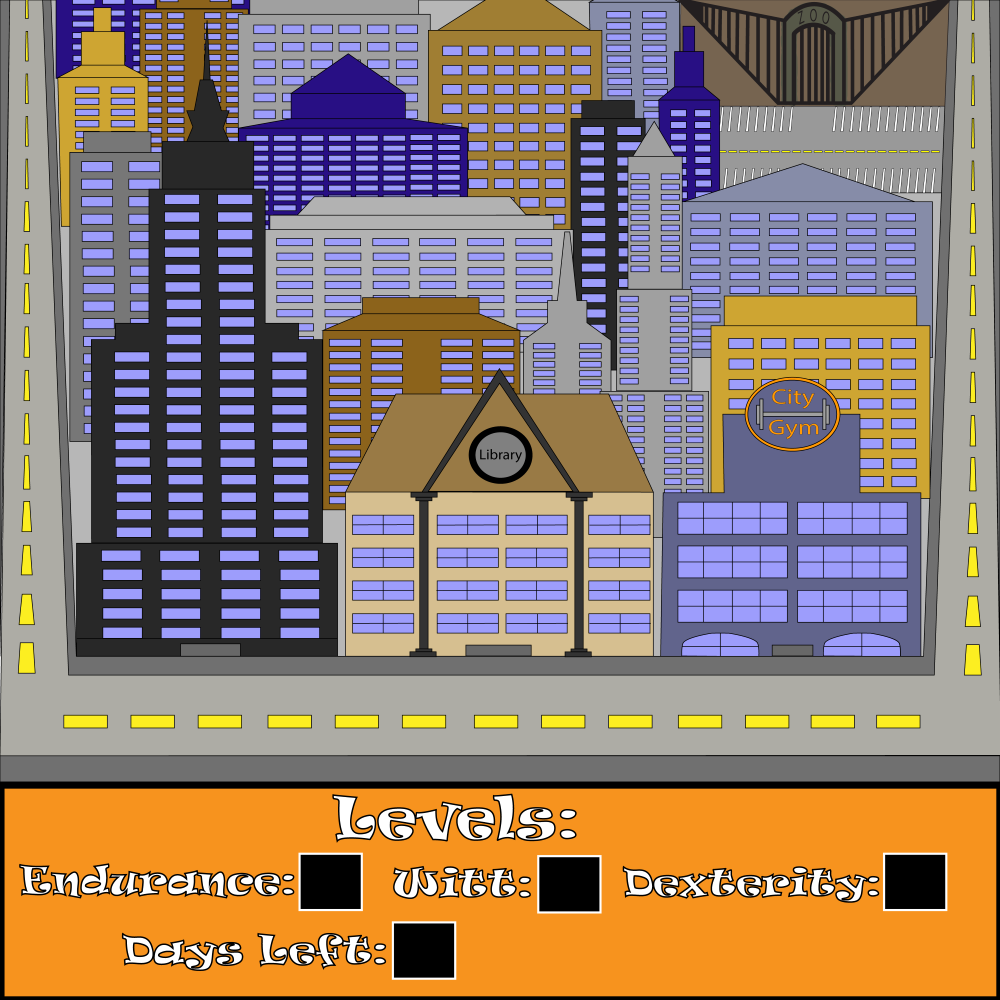 ZOO
City
Gym
Library
Levels:
Endurance: Witt: Dexterity:
Days Left: